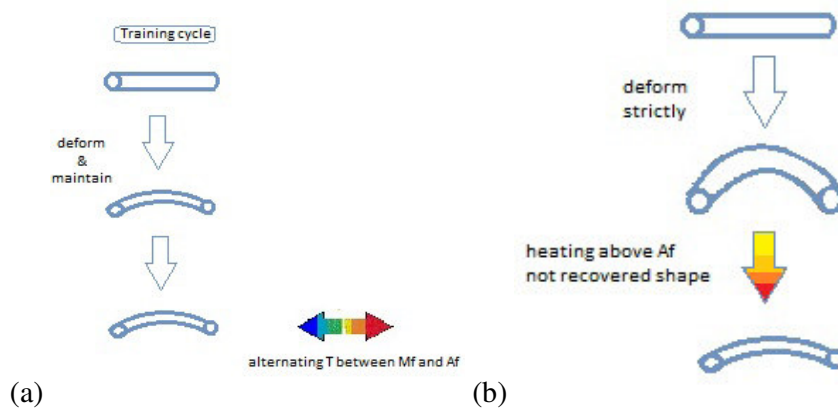 Training cycle
deform
&
maintain
alternating T between Mf and Af
(a)
deform
strictly
heating above Af
not recovered shape
(b)